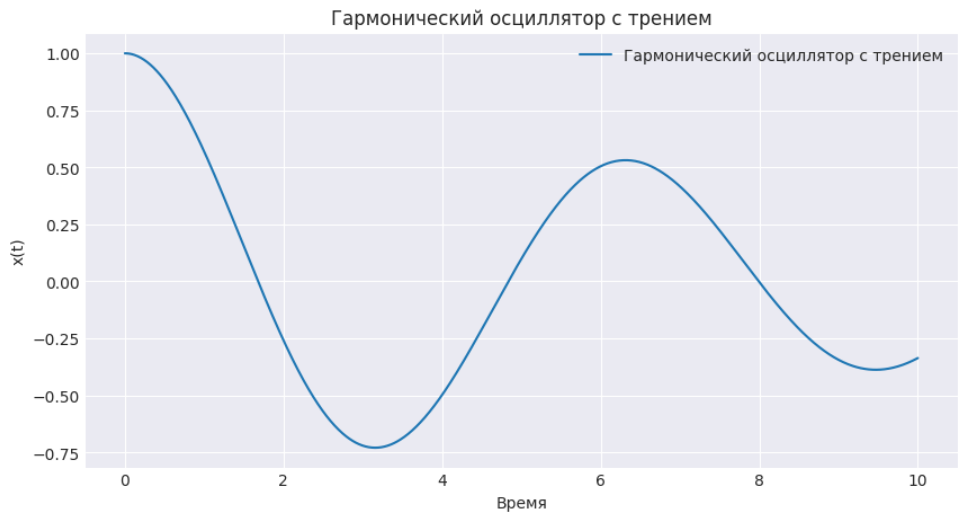 Гармонический осциллятор с трением
Гармонический осциллятор с трением
1.00
0.75
0.50
0.25
0.00
−0.25
−0.50
−0.75
x(t)
0 2 4 6 8 10
Время